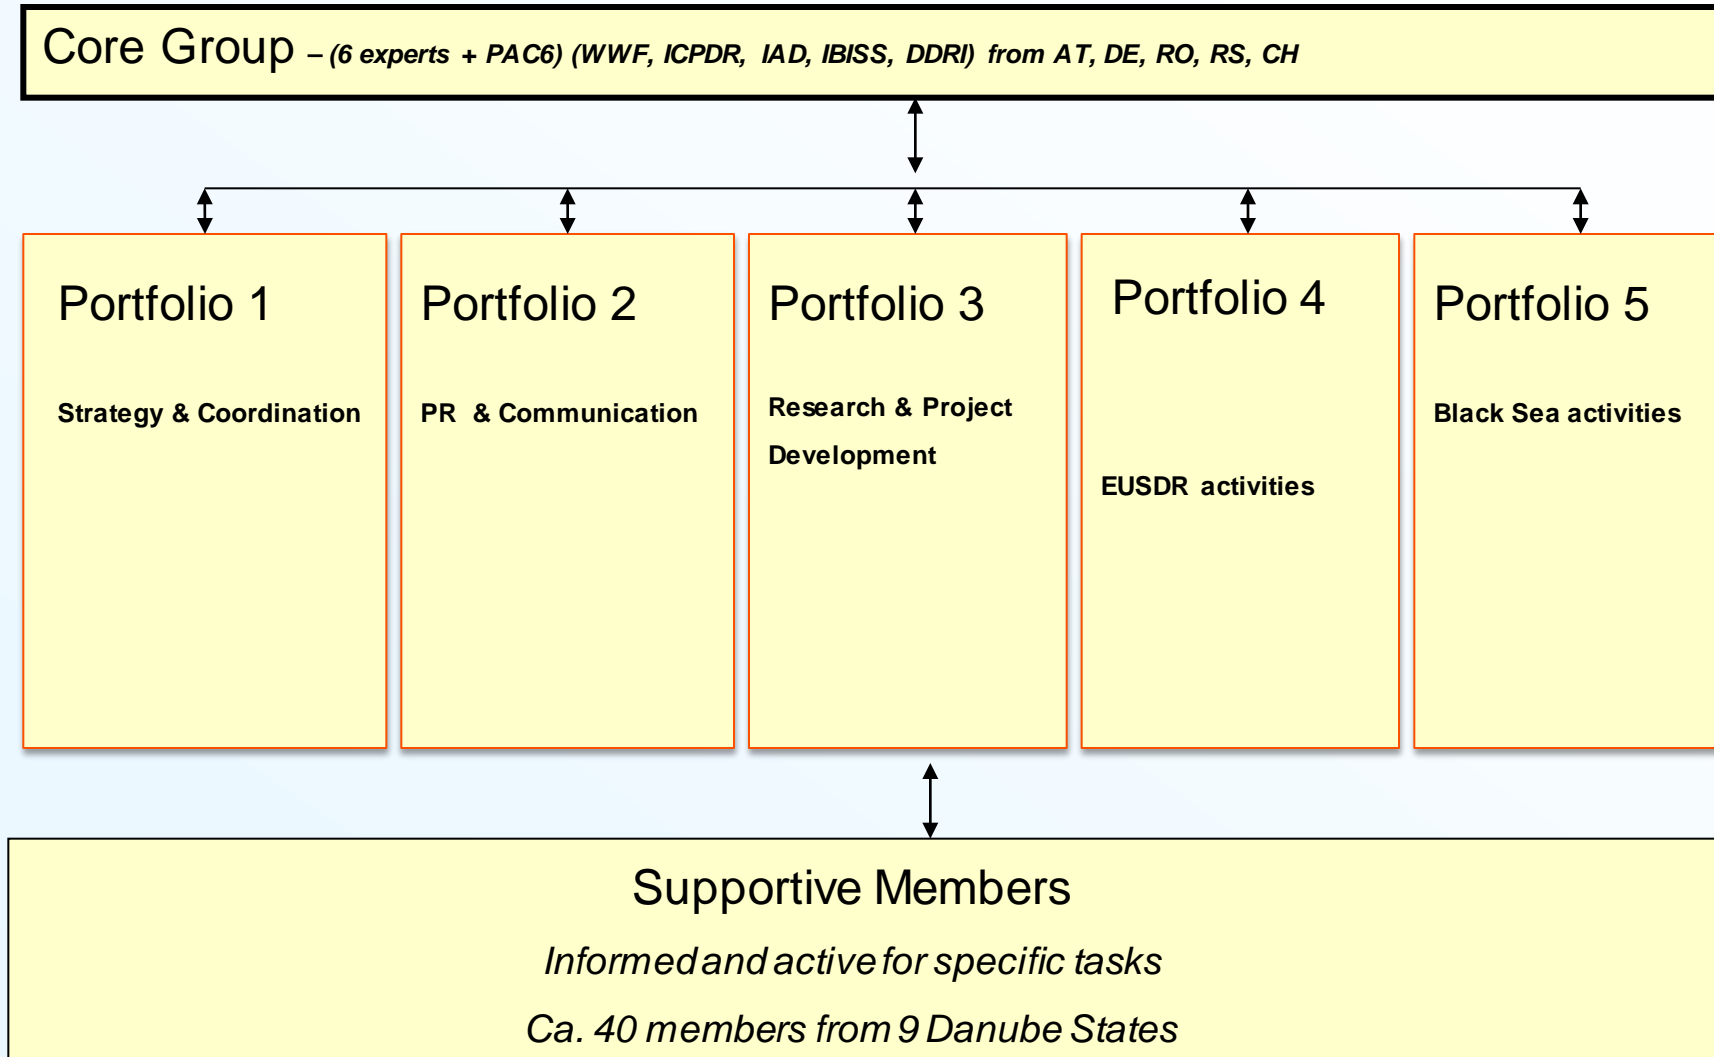 Core Group – (6 experts + PAC6) (WWF, ICPDR, IAD, IBISS, DDRI) from AT, DE, RO, RS, CH
Portfolio 1
Strategy & Coordination
Portfolio 2
PR & Communication
Portfolio 3
Research & Project
Development
Portfolio 4
EUSDR activities
Portfolio 5
Black Sea activities
Supportive Members
Informed and active for specific tasks
Ca. 40 members from 9 Danube States